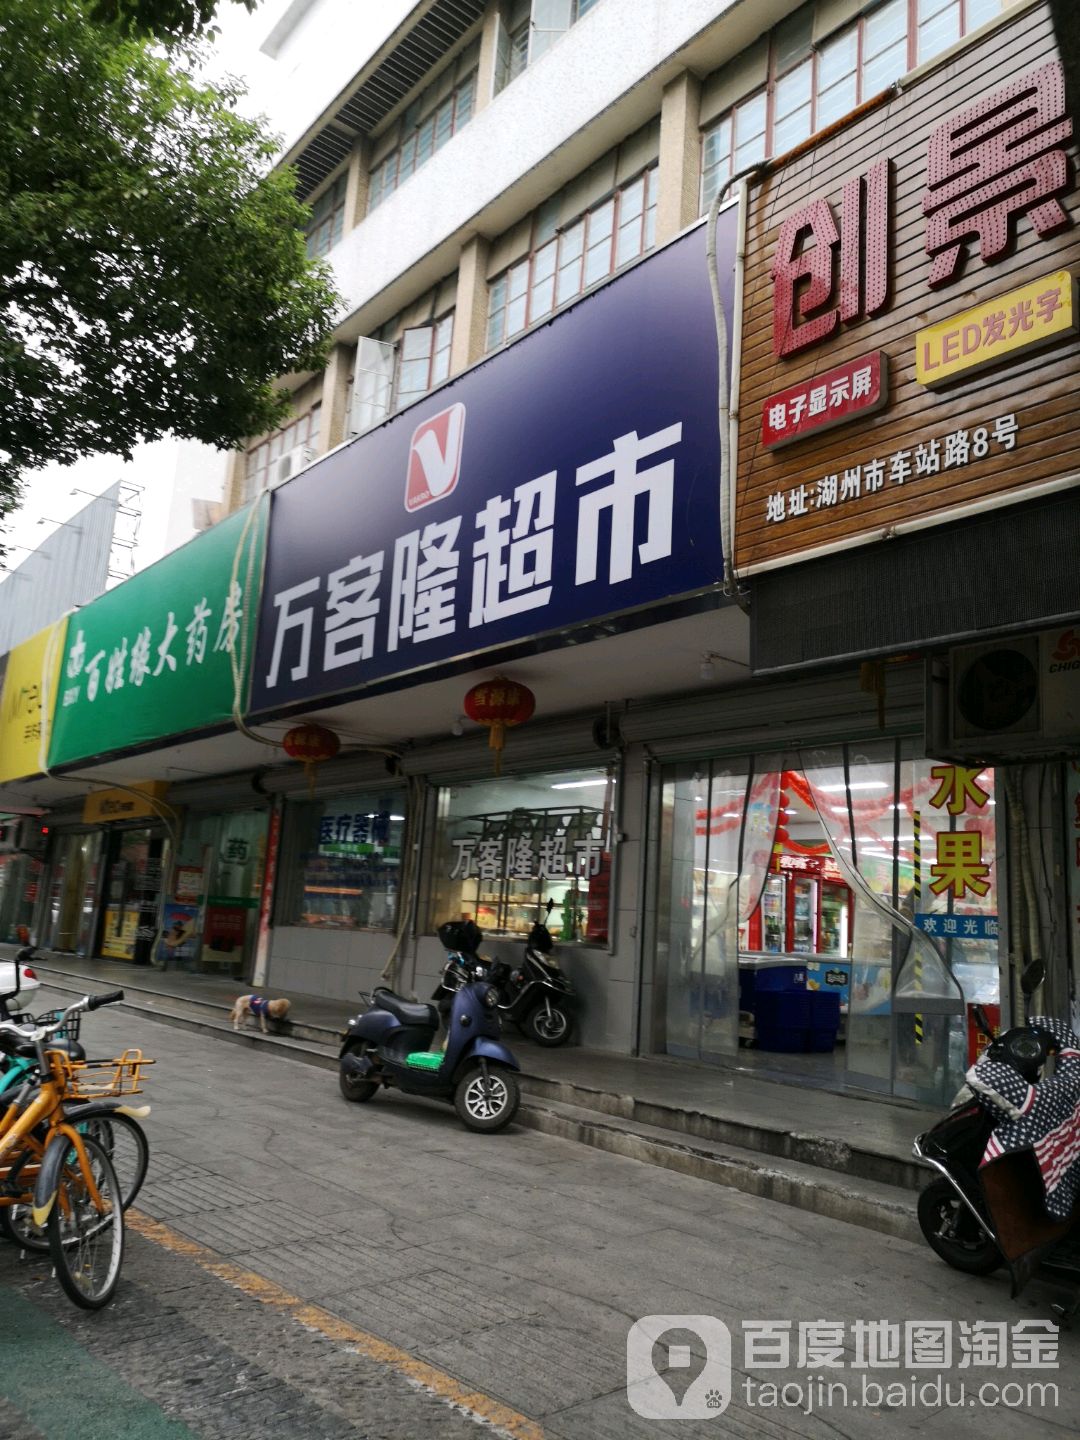 创景
LED发光字
电子显示屏
地址:湖州市车站路8号
万客隆超市
百姓缘大药房
医疗器械
万客隆超市
药
水果
欢迎光临
CHIGO
百度地图淘金
taojin.baidu.com